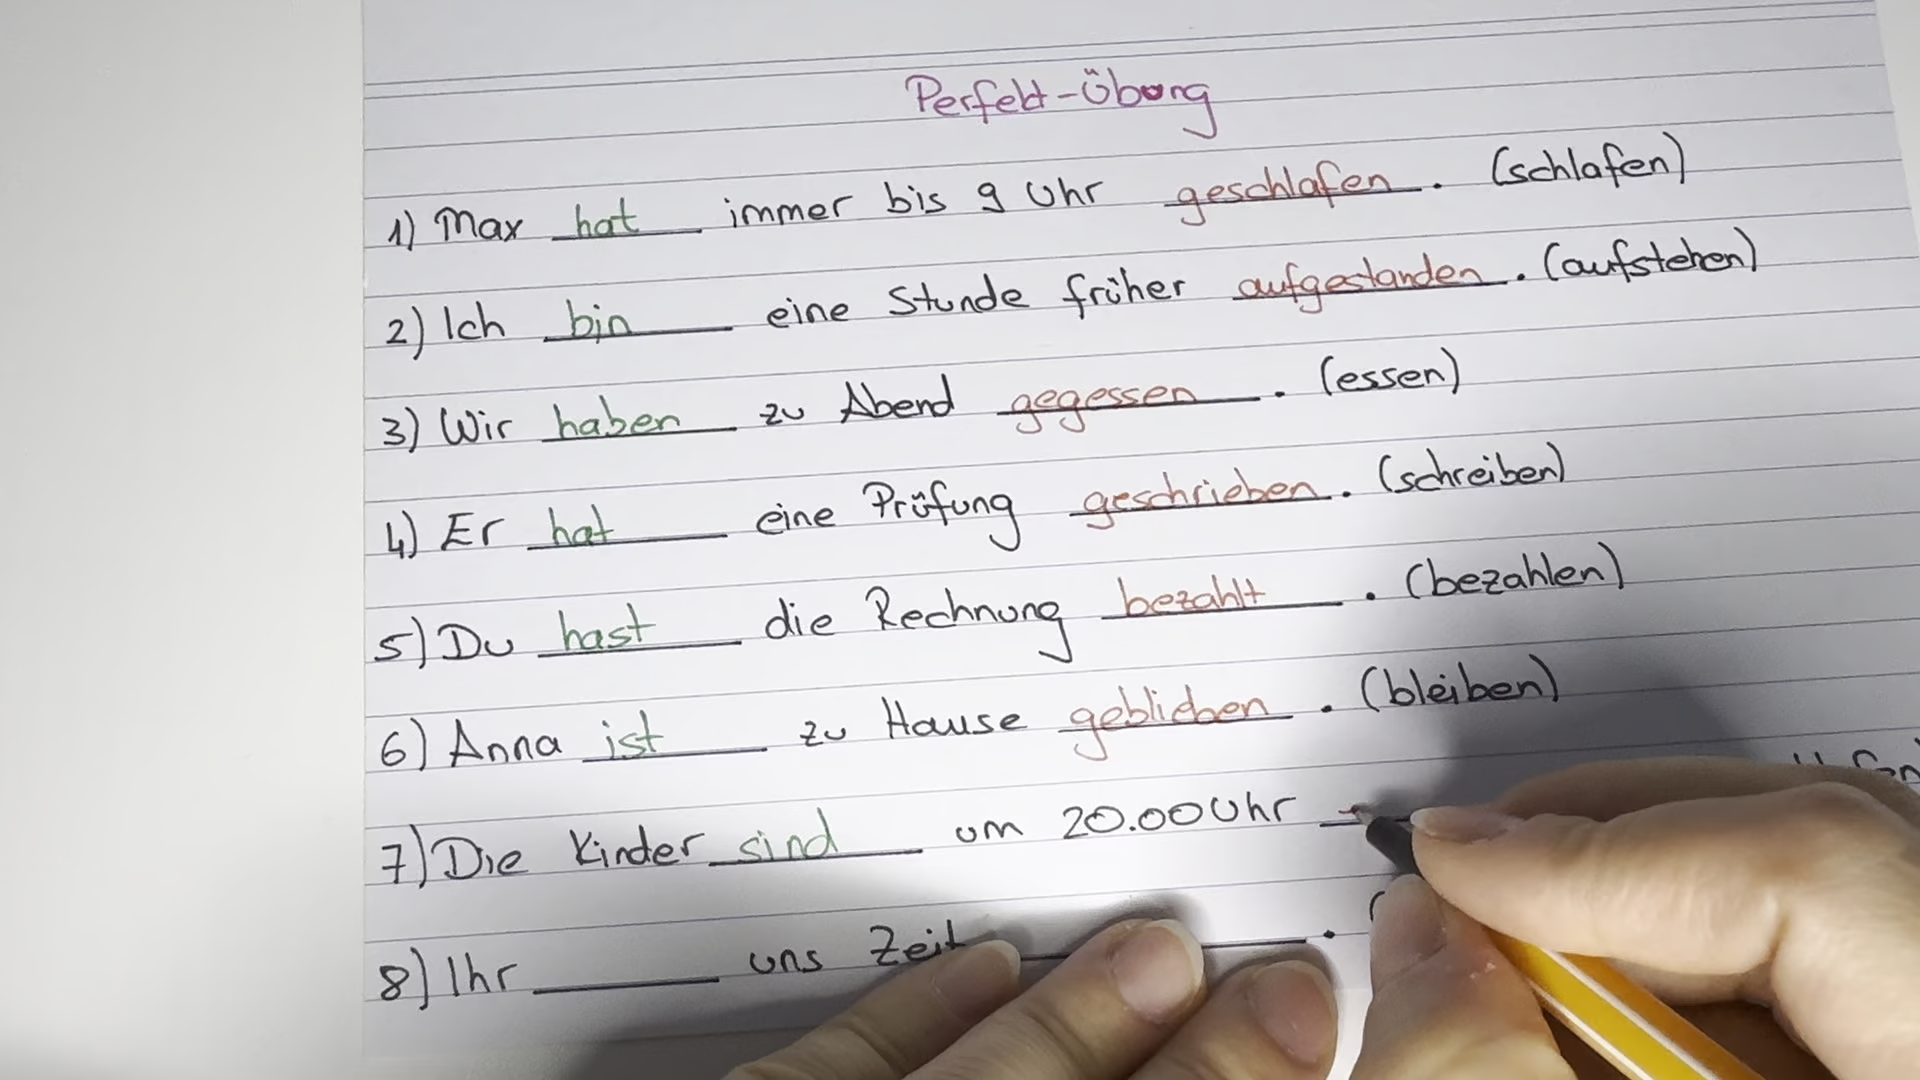 Perfekt-Übung
1) Max hat immer bis 9 Uhr geschlafen. (schlafen)
2) Ich bin eine Stunde früher aufgestanden. (aufstehen)
3) Wir haben zu Abend gegessen. (essen)
4) Er hat eine Prüfung geschrieben. (schreiben)
5) Du hast die Rechnung bezahlt. (bezahlen)
6) Anna ist zu Hause geblieben. (bleiben)
7) Die Kinder sind um 20.00 Uhr
8) Ihr ______ uns Zeit ______. (